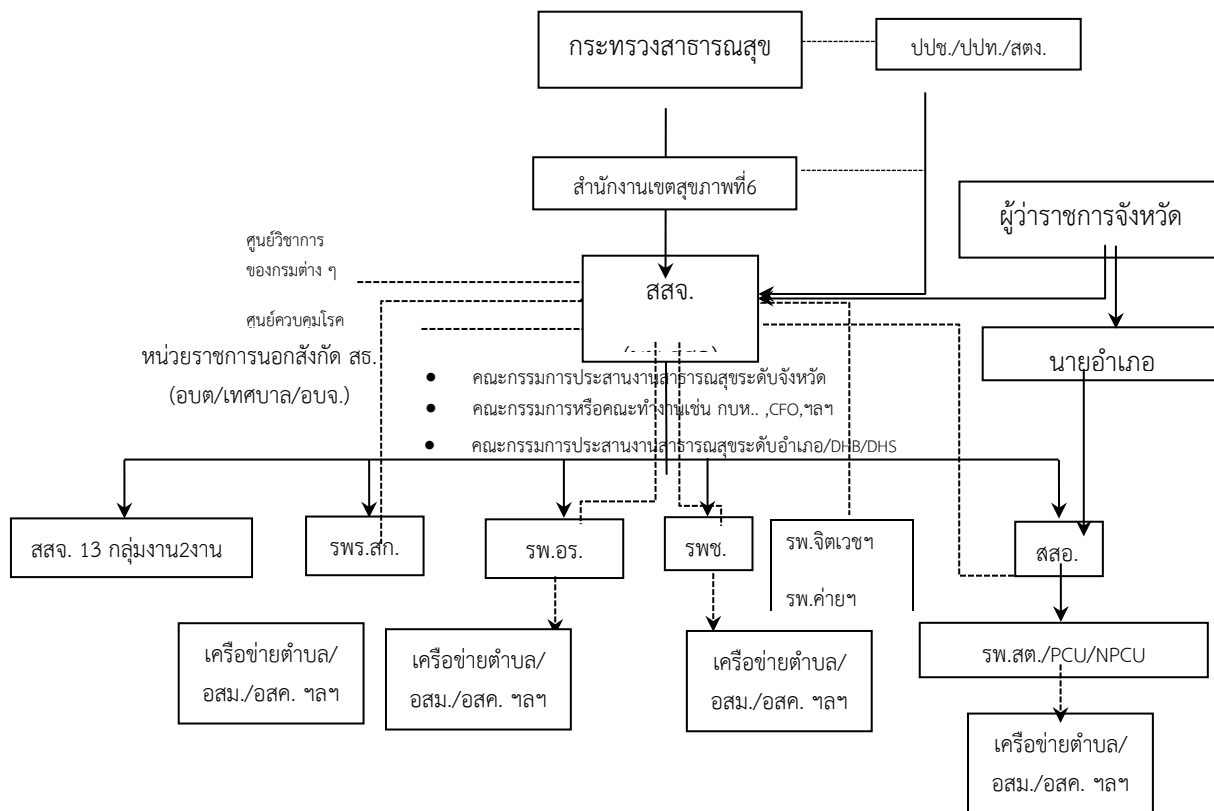 กระทรวงสาธารณสุข
ปปช./ปปท./สตง.
สำนักงานเขตสุขภาพที่6
ผู้ว่าราชการจังหวัด
ศูนย์วิชาการ
ของกรมต่าง ๆ
สสจ.
ศูนย์ควบคุมโรค
หน่วยราชการนอกสังกัด สธ.
(อบต/เทศบาล/อบจ.)
นายอำเภอ
● คณะกรรมการประสานงานสาธารณสุขระดับจังหวัด
● คณะกรรมการหรือคณะทำงานเช่น กบห.. ,CFO,ฯลฯ
● คณะกรรมการประสานงานสาธารณสุขระดับอำเภอ/DHB/DHS
สสจ. 13 กลุ่มงาน2งาน
รพร.สก.
รพ.อร.
รพช.
รพ.จิตเวชฯ
รพ.ค่ายฯ
สสอ.
เครือข่ายตำบล/
อสม./อสค. ฯลฯ
เครือข่ายตำบล/
อสม./อสค. ฯลฯ
เครือข่ายตำบล/
อสม./อสค. ฯลฯ
รพ.สต./PCU/NPCU
เครือข่ายตำบล/
อสม./อสค. ฯลฯ